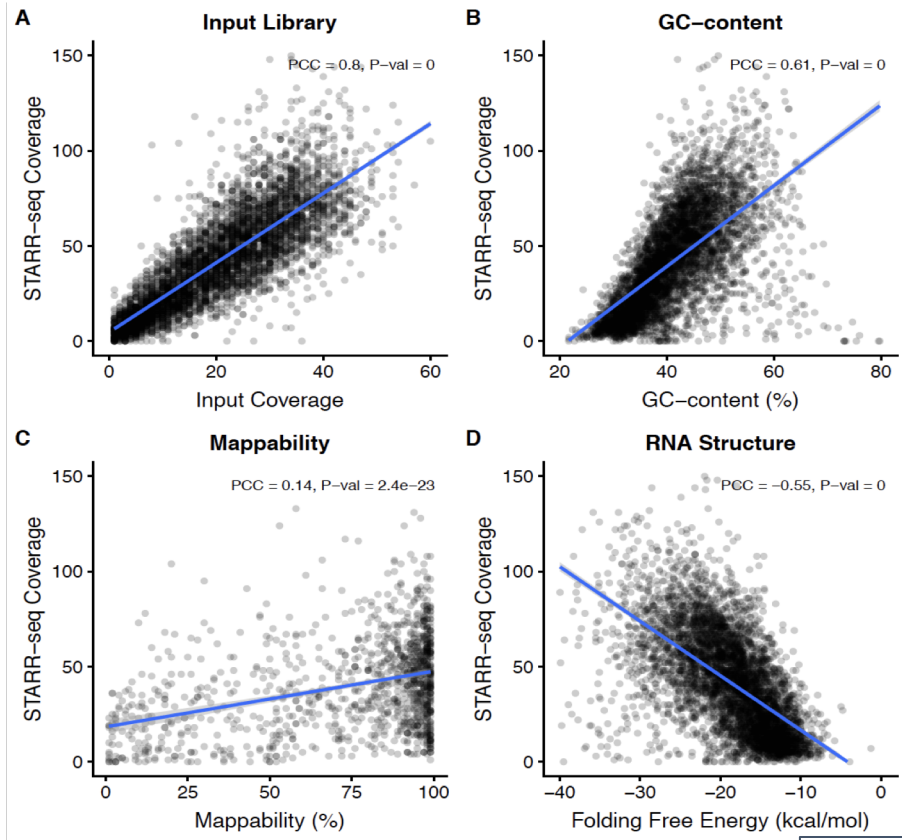 A
Input Library
PCC = 0.8, P−val = 0
STARR−seq Coverage
150
100
50
0
0
20
40
60
Input Coverage
B
GC−content
PCC = 0.61, P−val = 0
STARR−seq Coverage
150
100
50
0
20
40
60
80
GC−content (%)
C
Mappability
PCC = 0.14, P−val = 2.4e−23
STARR−seq Coverage
150
100
50
0
0
25
50
75
100
Mappability (%)
D
RNA Structure
PCC = −0.55, P−val = 0
STARR−seq Coverage
150
100
50
0
−40
−30
−20
−10
0
Folding Free Energy (kcal/mol)